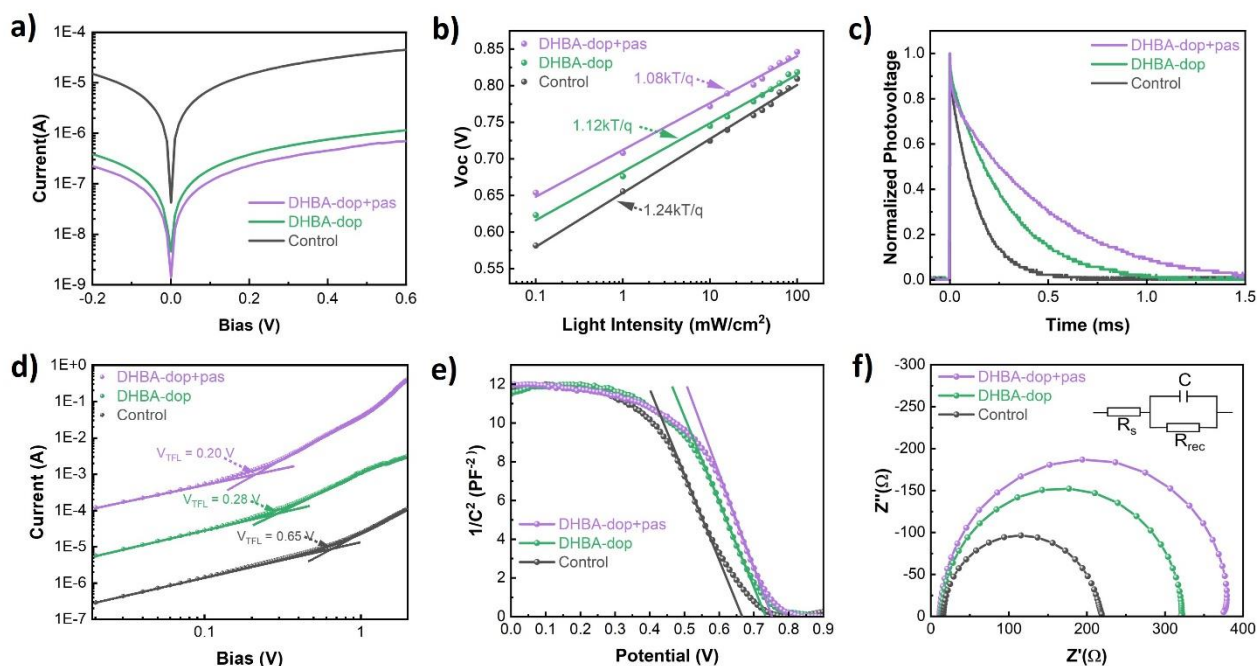 a)
1E-4
1E-5
1E-6
1E-7
1E-8
1E-9
Current(A)
DHBA-dop+pas
DHBA-dop
Control
-0.2
0.0
0.2
0.4
0.6
Bias (V)
b)
0.85
0.80
0.75
0.70
0.65
0.60
0.55
Voc (V)
DHBA-dop+pas
DHBA-dop
Control
1.08kT/q
1.12kT/q
1.24kT/q
0.1
1
10
100
Light Intensity (mW/cm²)
c)
1.0
0.8
0.6
0.4
0.2
0.0
Normalized Photovoltage
DHBA-dop+pas
DHBA-dop
Control
0.0
0.5
1.0
1.5
Time (ms)
d)
1E+0
1E-1
1E-2
1E-3
1E-4
1E-5
1E-6
1E-7
Current (A)
DHBA-dop+pas
DHBA-dop
Control
V_TFL = 0.20 V
V_TFL = 0.28 V
V_TFL = 0.65 V
0.1
1
Bias (V)
e)
14
12
10
8
6
4
2
0
1/C² (PF⁻²)
DHBA-dop+pas
DHBA-dop
Control
0.0
0.1
0.2
0.3
0.4
0.5
0.6
0.7
0.8
0.9
Potential (V)
f)
-300
-250
-200
-150
-100
-50
0
Z''(Ω)
DHBA-dop+pas
DHBA-dop
Control
C
R_s
R_rec
0
100
200
300
400
Z'(Ω)